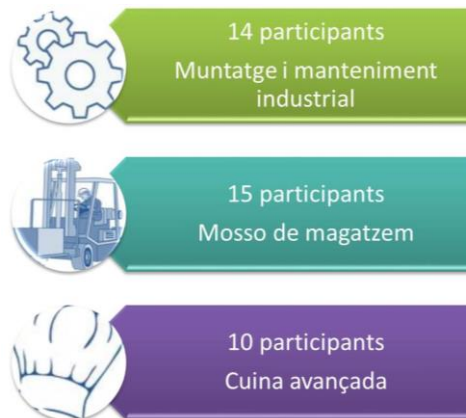 14 participants
Muntatge i manteniment
industrial
15 participants
Mosso de magatzem
10 participants
Cuina avançada